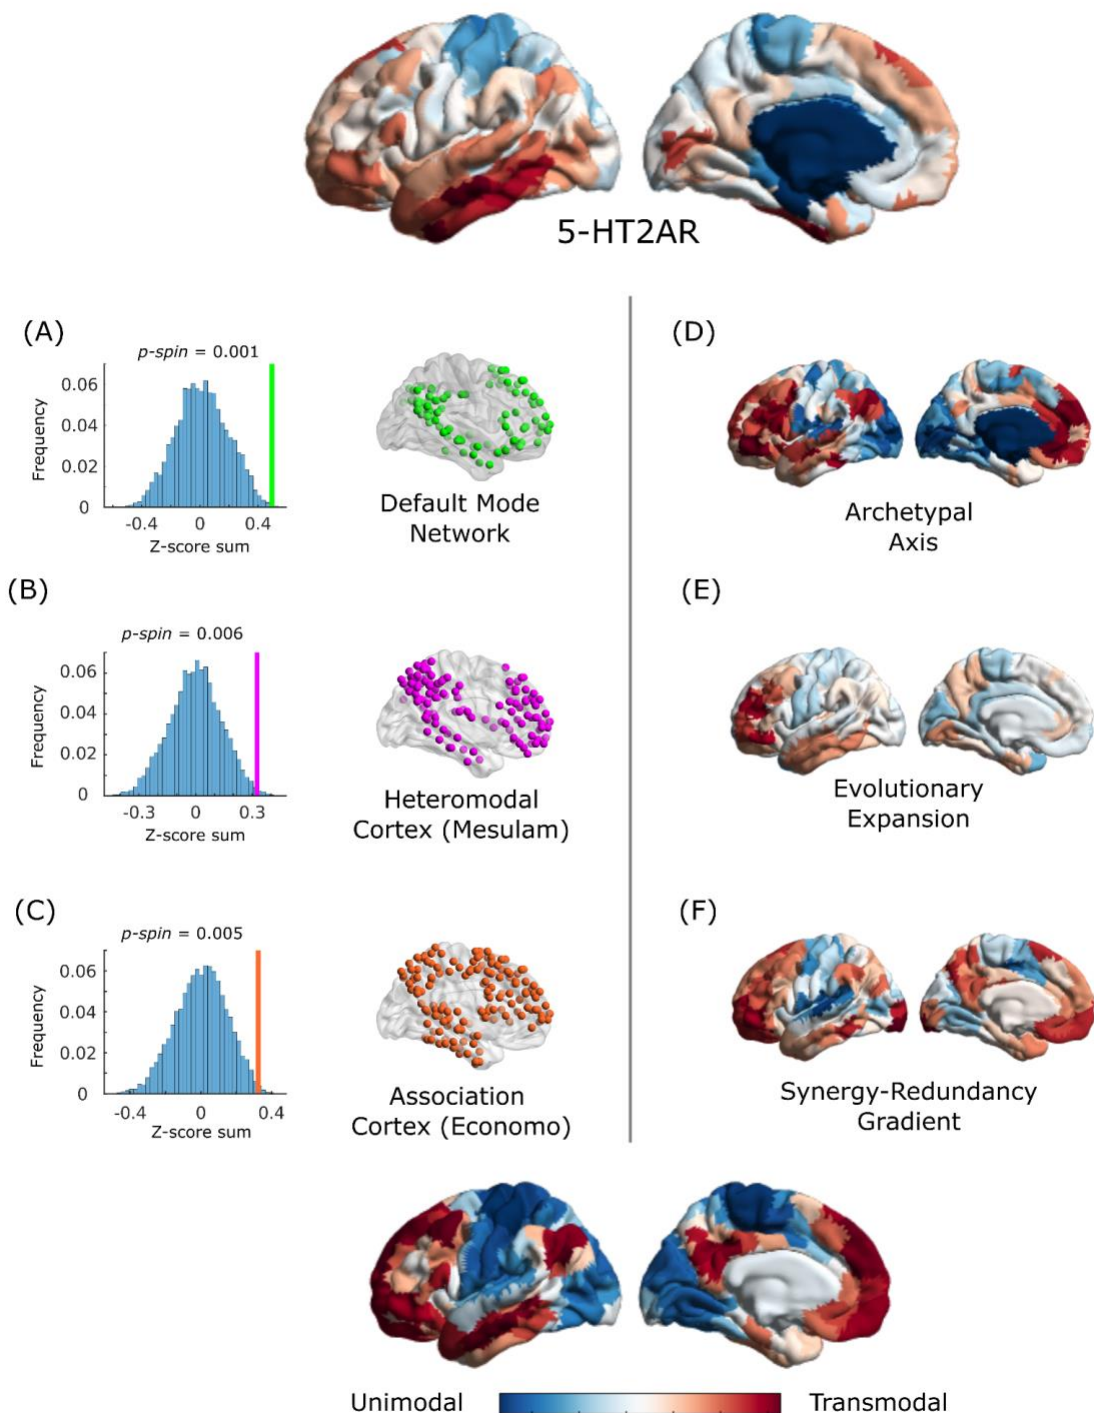 5-HT2AR
(A)
p-spin = 0.001
0.06
0.04
0.02
0
Frequency
-0.4 0 0.4
Z-score sum
Default Mode
Network
(B)
p-spin = 0.006
0.06
0.04
0.02
0
Frequency
-0.3 0 0.3
Z-score sum
Heteromodal
Cortex (Mesulam)
(C)
p-spin = 0.005
0.06
0.04
0.02
0
Frequency
-0.4 0 0.4
Z-score sum
Association
Cortex (Economo)
(D)
Archetypal
Axis
(E)
Evolutionary
Expansion
(F)
Synergy-Redundancy
Gradient
Unimodal Transmodal